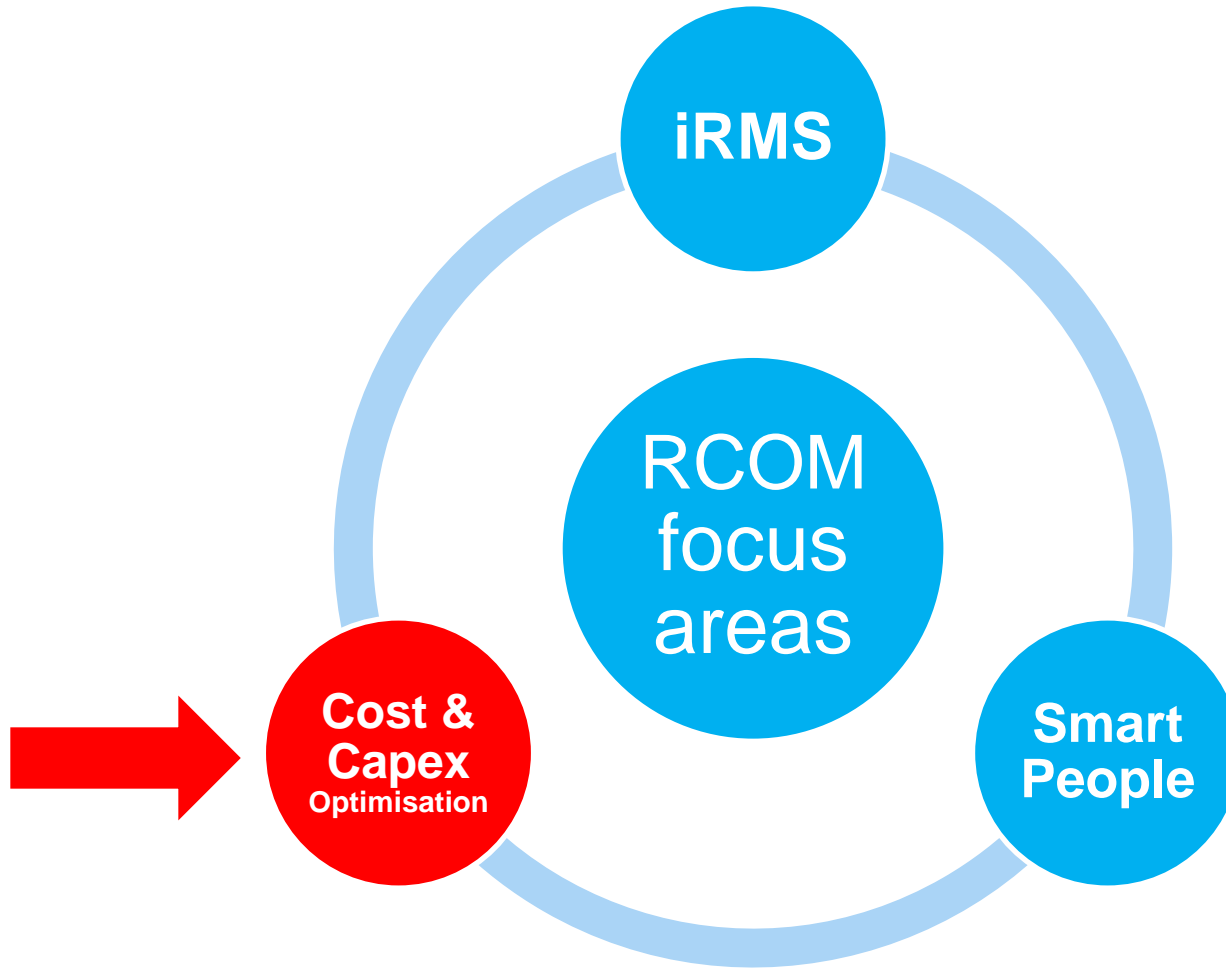 iRMS
RCOM
focus
areas
Cost &
Capex
Optimisation
Smart
People